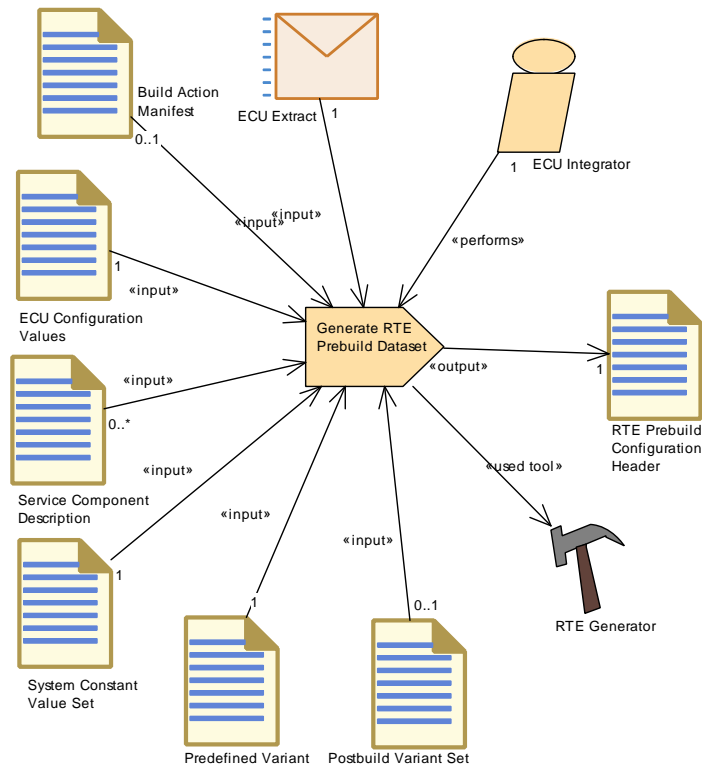 Build Action
Manifest
0..1
ECU Extract
1
1
ECU Integrator
«input»
«input»
«performs»
1
«input»
ECU Configuration
Values
Generate RTE
Prebuild Dataset
«output»
1
RTE Prebuild
Configuration
Header
«input»
0..*
Service Component
Description
«input»
«used tool»
«input»
«input»
1
System Constant
Value Set
1
0..1
RTE Generator
Predefined Variant
Postbuild Variant Set